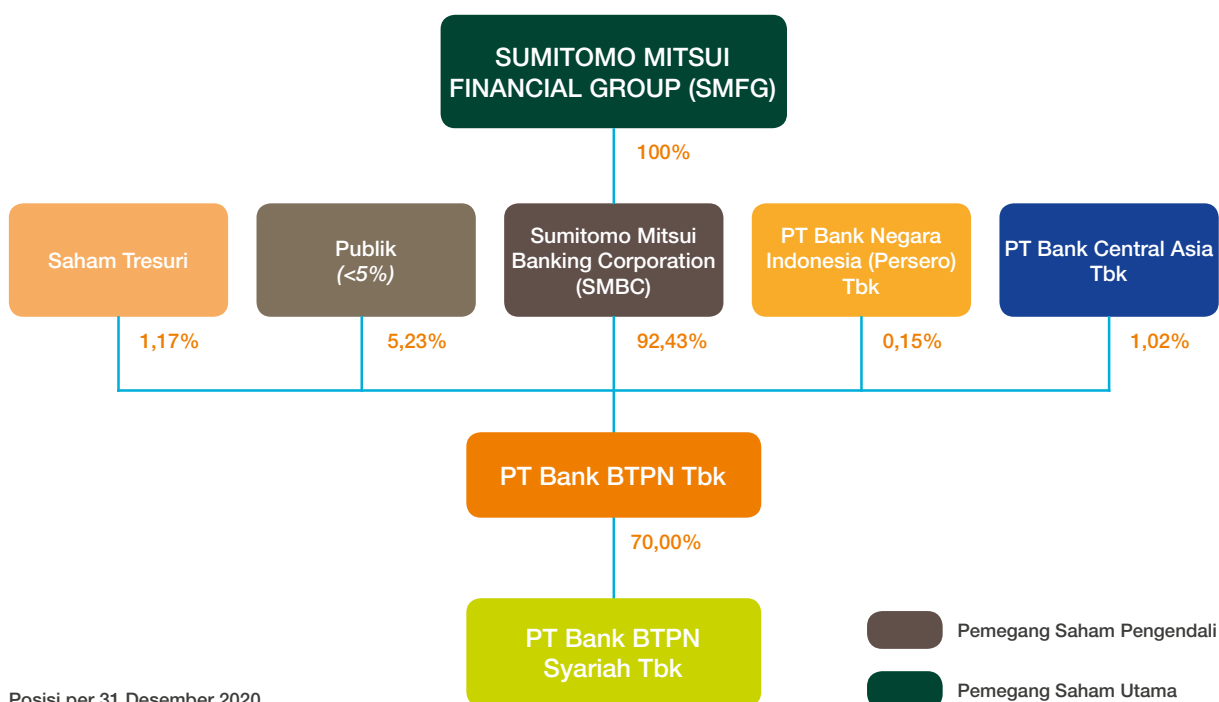 SUMITOMO MITSUI
FINANCIAL GROUP (SMFG)
100%
Saham Tresuri
Publik
(<5%)
Sumitomo Mitsui
Banking Corporation
(SMBC)
PT Bank Negara
Indonesia (Persero)
Tbk
PT Bank Central Asia
Tbk
1,17%
5,23%
92,43%
0,15%
1,02%
PT Bank BTPN Tbk
70,00%
PT Bank BTPN
Syariah Tbk
Pemegang Saham Pengendali
Pemegang Saham Utama
Posisi per 31 Desember 2020